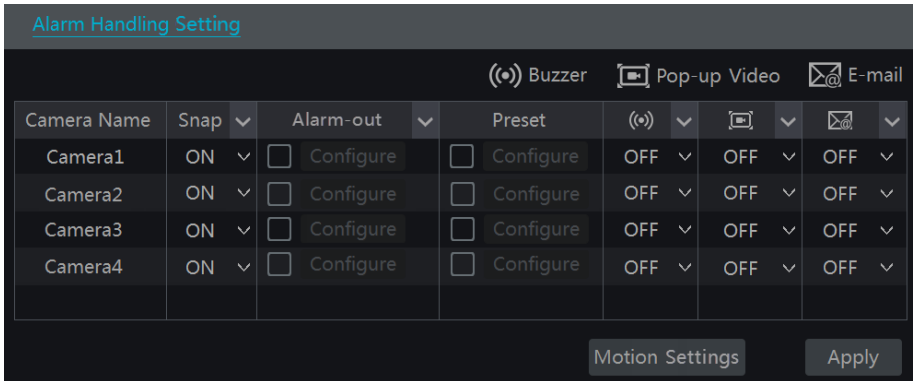 Alarm Handling Setting
Buzzer Pop-up Video E-mail
Camera Name Snap Alarm-out Preset
Camera1 ON Configure Configure OFF OFF OFF
Camera2 ON Configure Configure OFF OFF OFF
Camera3 ON Configure Configure OFF OFF OFF
Camera4 ON Configure Configure OFF OFF OFF
Motion Settings Apply